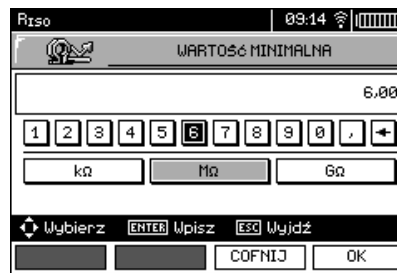 RISO 09:14
WARTOŚĆ MINIMALNA
6,00
1 2 3 4 5 6 7 8 9 0 ,
kΩ MΩ GΩ
Wybierz ENTER Wpisz ESC Wyjdź
COFNIJ OK